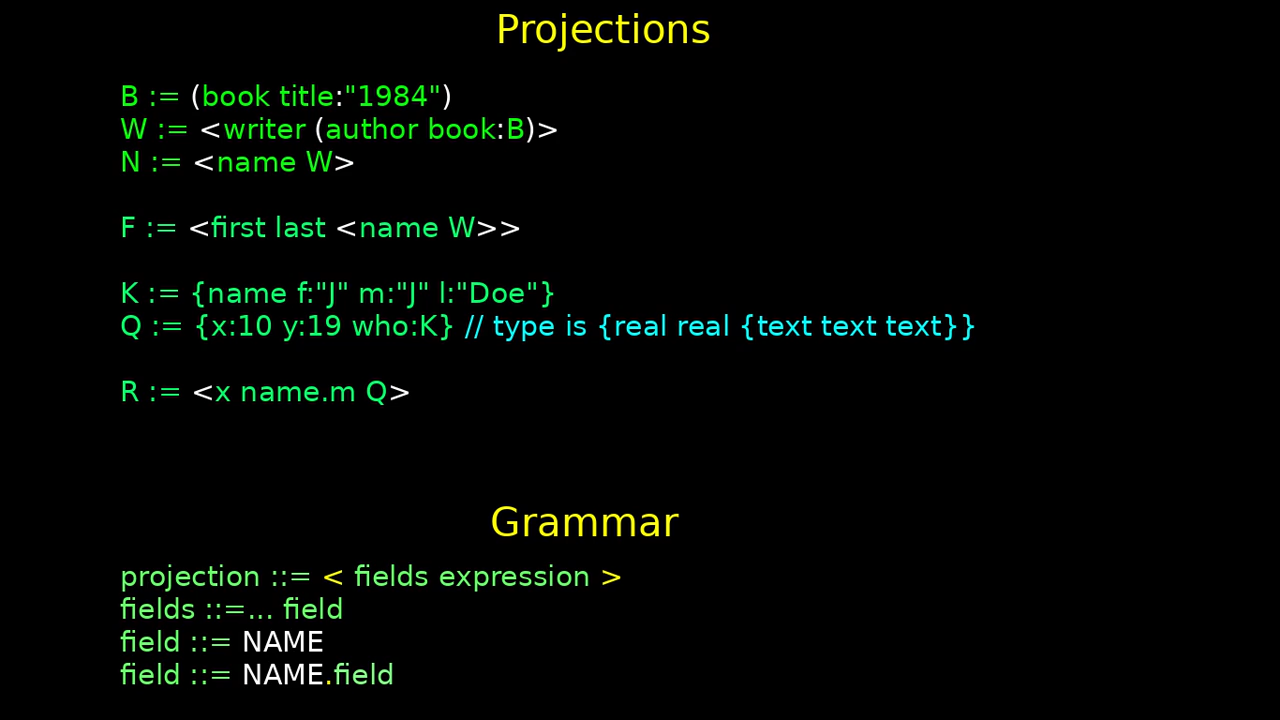 Projections
B := (book title:"1984")
W := <writer (author book:B)>
N := <name W>
F := <first last <name W>>
K := {name f:"J" m:"J" l:"Doe"}
Q := {x:10 y:19 who:K} // type is {real real {text text text}}
R := <x name.m Q>
Grammar
projection ::= < fields expression >
fields ::=... field
field ::= NAME
field ::= NAME.field